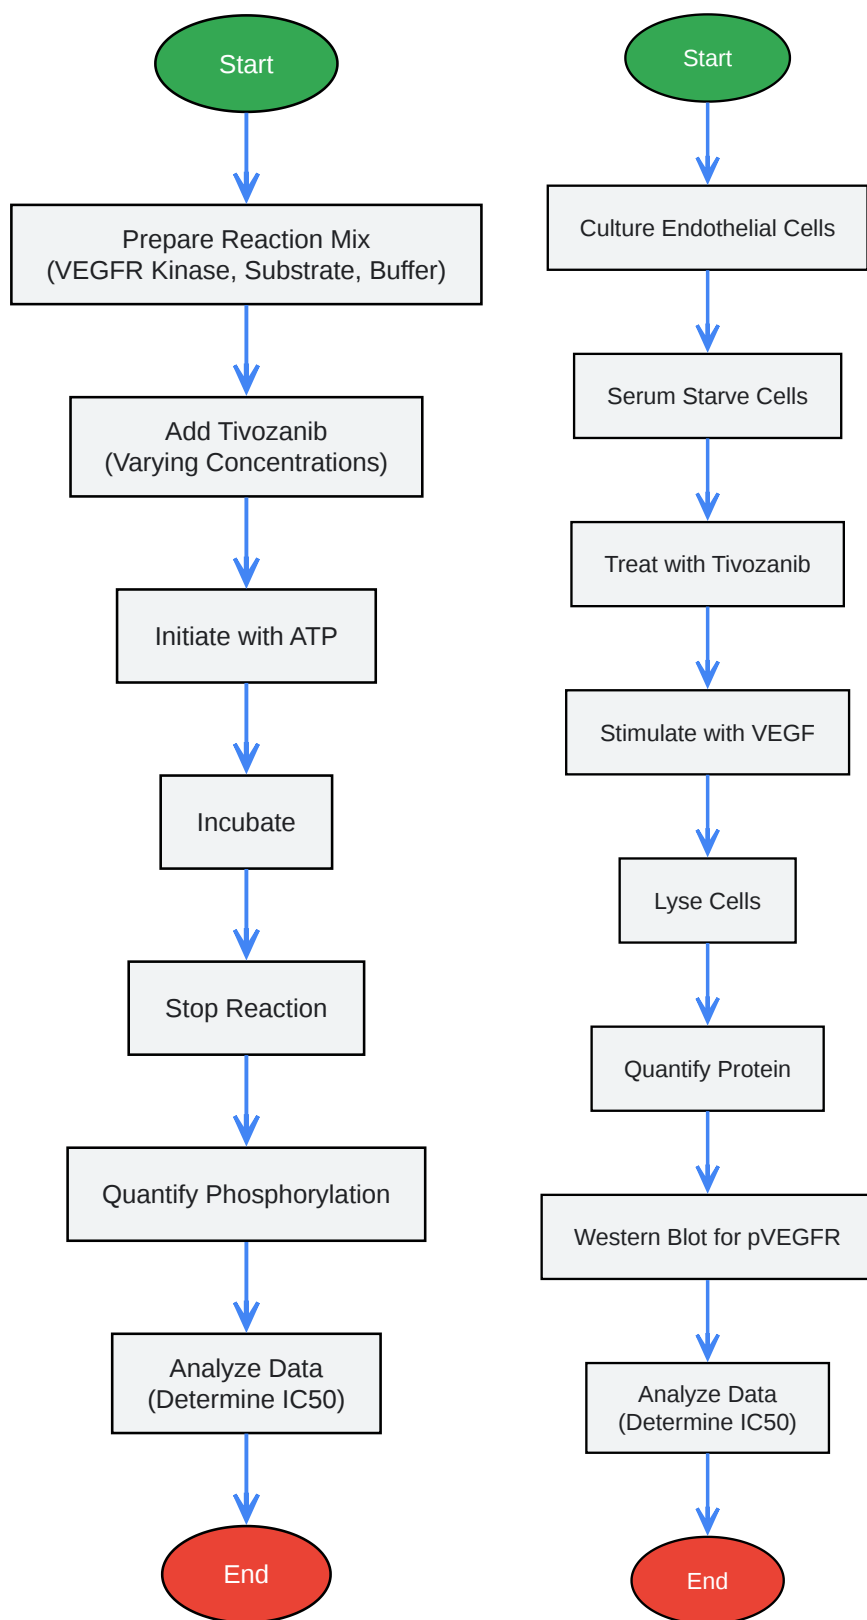 Start
Prepare Reaction Mix
(VEGFR Kinase, Substrate, Buffer)
Add Tivozanib
(Varying Concentrations)
Initiate with ATP
Incubate
Stop Reaction
Quantify Phosphorylation
Analyze Data
(Determine IC50)
End
Start
Culture Endothelial Cells
Serum Starve Cells
Treat with Tivozanib
Stimulate with VEGF
Lyse Cells
Quantify Protein
Western Blot for pVEGFR
Analyze Data
(Determine IC50)
End